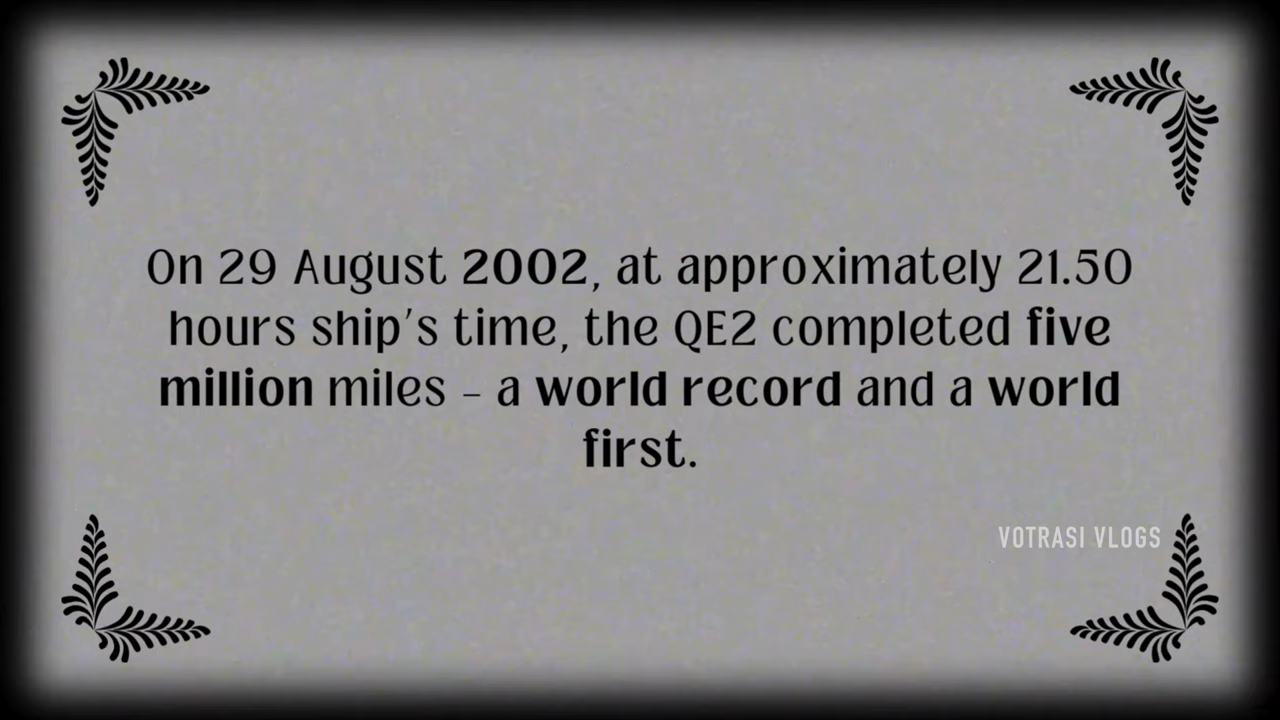 On 29 August 2002, at approximately 21.50
hours ship's time, the QE2 completed five
million miles – a world record and a world
first.
VOTRASI VLOGS